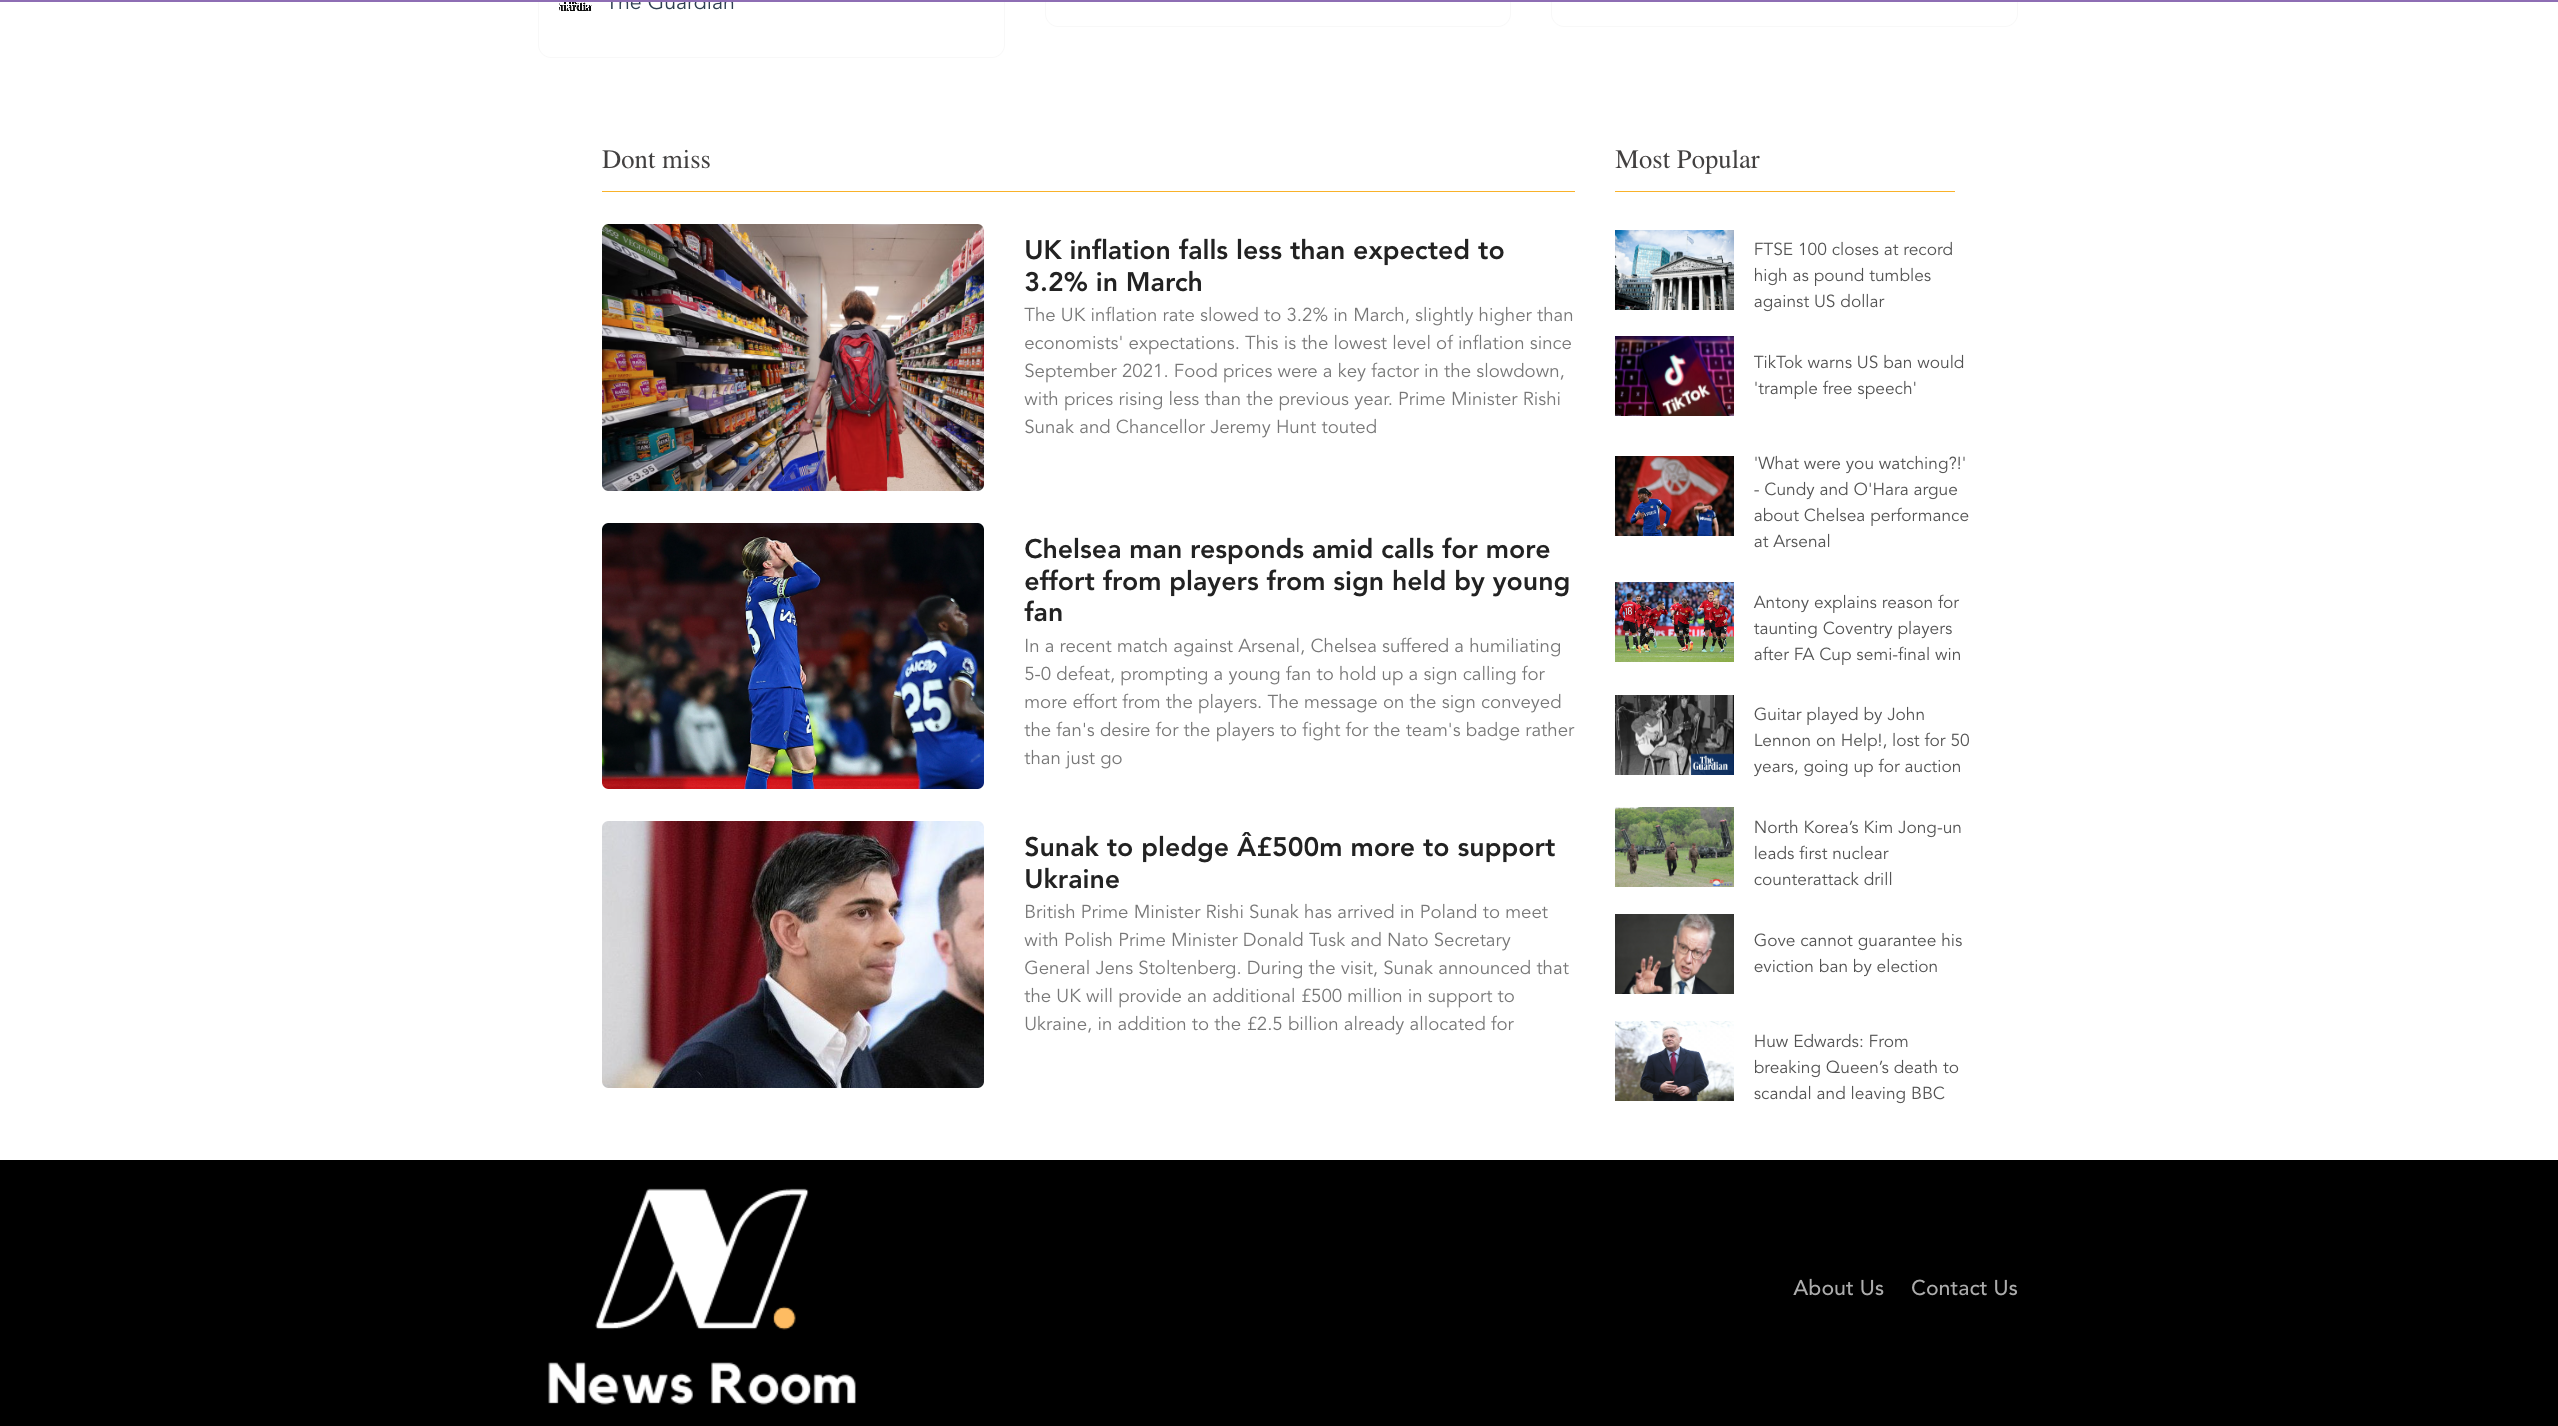 The Guardian
Dont miss
UK inflation falls less than expected to
3.2% in March
The UK inflation rate slowed to 3.2% in March, slightly higher than
economists' expectations. This is the lowest level of inflation since
September 2021. Food prices were a key factor in the slowdown,
with prices rising less than the previous year. Prime Minister Rishi
Sunak and Chancellor Jeremy Hunt touted
£3.95
Chelsea man responds amid calls for more
effort from players from sign held by young
fan
In a recent match against Arsenal, Chelsea suffered a humiliating
5-0 defeat, prompting a young fan to hold up a sign calling for
more effort from the players. The message on the sign conveyed
the fan's desire for the players to fight for the team's badge rather
than just go
CAICEDO
25
Sunak to pledge Â£500m more to support
Ukraine
British Prime Minister Rishi Sunak has arrived in Poland to meet
with Polish Prime Minister Donald Tusk and Nato Secretary
General Jens Stoltenberg. During the visit, Sunak announced that
the UK will provide an additional £500 million in support to
Ukraine, in addition to the £2.5 billion already allocated for
Most Popular
FTSE 100 closes at record
high as pound tumbles
against US dollar
TikTok
TikTok warns US ban would
'trample free speech'
'What were you watching?!'
- Cundy and O'Hara argue
about Chelsea performance
at Arsenal
Antony explains reason for
taunting Coventry players
after FA Cup semi-final win
The
Guardian
Guitar played by John
Lennon on Help!, lost for 50
years, going up for auction
North Korea’s Kim Jong-un
leads first nuclear
counterattack drill
Gove cannot guarantee his
eviction ban by election
Huw Edwards: From
breaking Queen’s death to
scandal and leaving BBC
N.
News Room
About Us
Contact Us